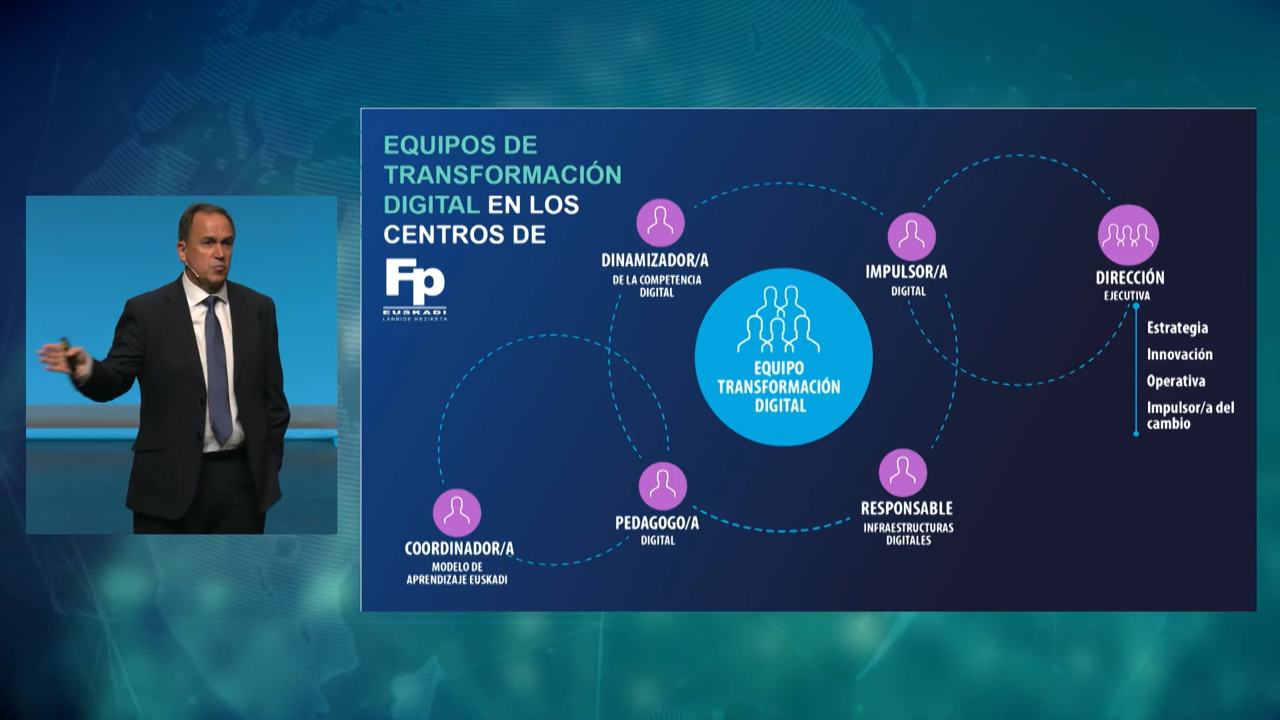 EQUIPOS DE
TRANSFORMACIÓN
DIGITAL EN LOS
CENTROS DE
Fp
EUSKADI
LANBIDE HEZIKETA
DINAMIZADOR/A
DE LA COMPETENCIA
DIGITAL
IMPULSOR/A
DIGITAL
DIRECCIÓN
EJECUTIVA
Estrategia
Innovación
Operativa
Impulsor/a del
cambio
EQUIPO
TRANSFORMACIÓN
DIGITAL
COORDINADOR/A
MODELO DE
APRENDIZAJE EUSKADI
PEDAGOGO/A
DIGITAL
RESPONSABLE
INFRAESTRUCTURAS
DIGITALES